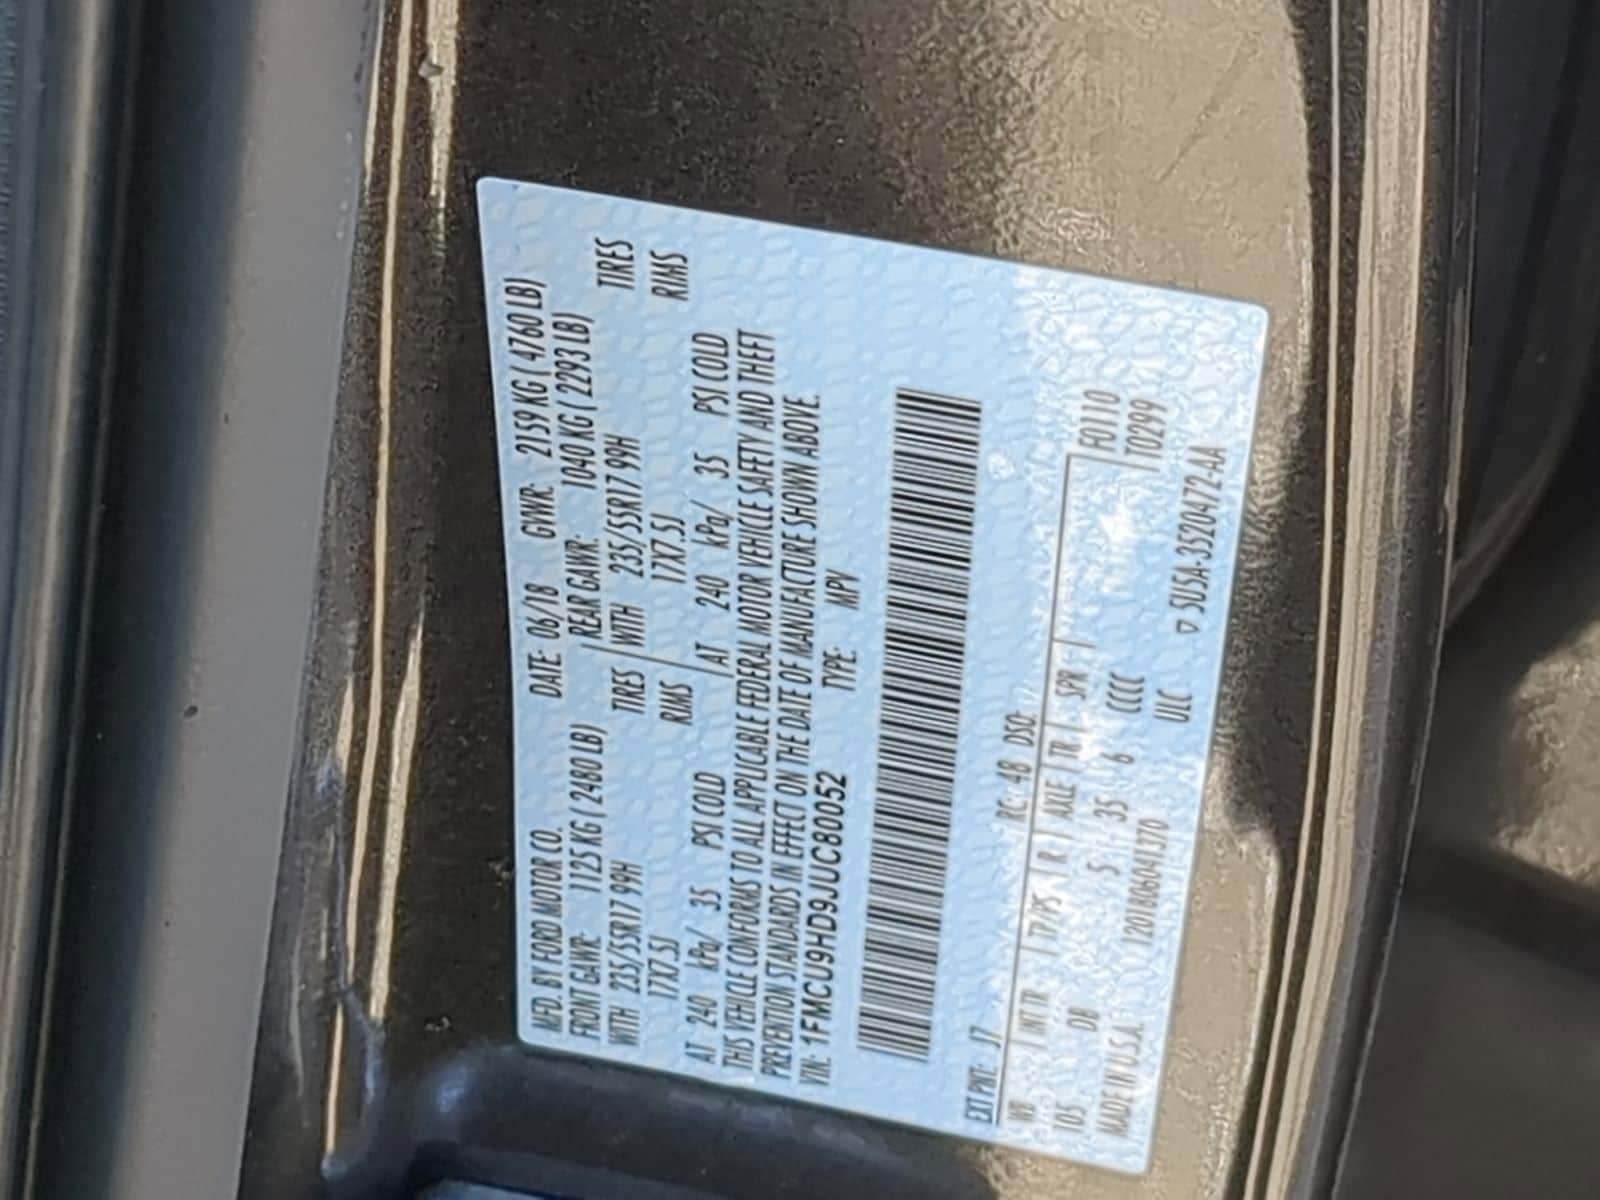 MFD. BY FORD MOTOR CO. DATE: 06/18 GVWR: 2159 KG ( 4760 LB)
FRONT GAWR: 1125 KG ( 2480 LB) REAR GAWR: 1040 KG ( 2293 LB)
WITH 235/55R17 99H TIRES WITH 235/55R17 99H TIRES
17X7.5J RIMS 17X7.5J RIMS
AT 240 kPa/ 35 PSI COLD AT 240 kPa/ 35 PSI COLD
THIS VEHICLE CONFORMS TO ALL APPLICABLE FEDERAL MOTOR VEHICLE SAFETY AND THEFT
PREVENTION STANDARDS IN EFFECT ON THE DATE OF MANUFACTURE SHOWN ABOVE.
VIN: 1FMCU9HD9JUC80052 TYPE: MPV
EXT PNT: J7 RC: 48 DSO:
WB INT TR TP/PS R AXLE TR SPR F0110
105 DB S 35 6 CCCC T0299
MADE IN U.S.A. 1201806041370 ULC ▽ 5U5A-3520472-AA